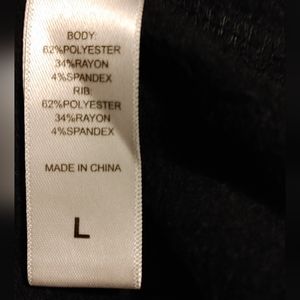 BODY:
62%POLYESTER
34%RAYON
4%SPANDEX
RIB:
62%POLYESTER
34%RAYON
4%SPANDEX
MADE IN CHINA
L